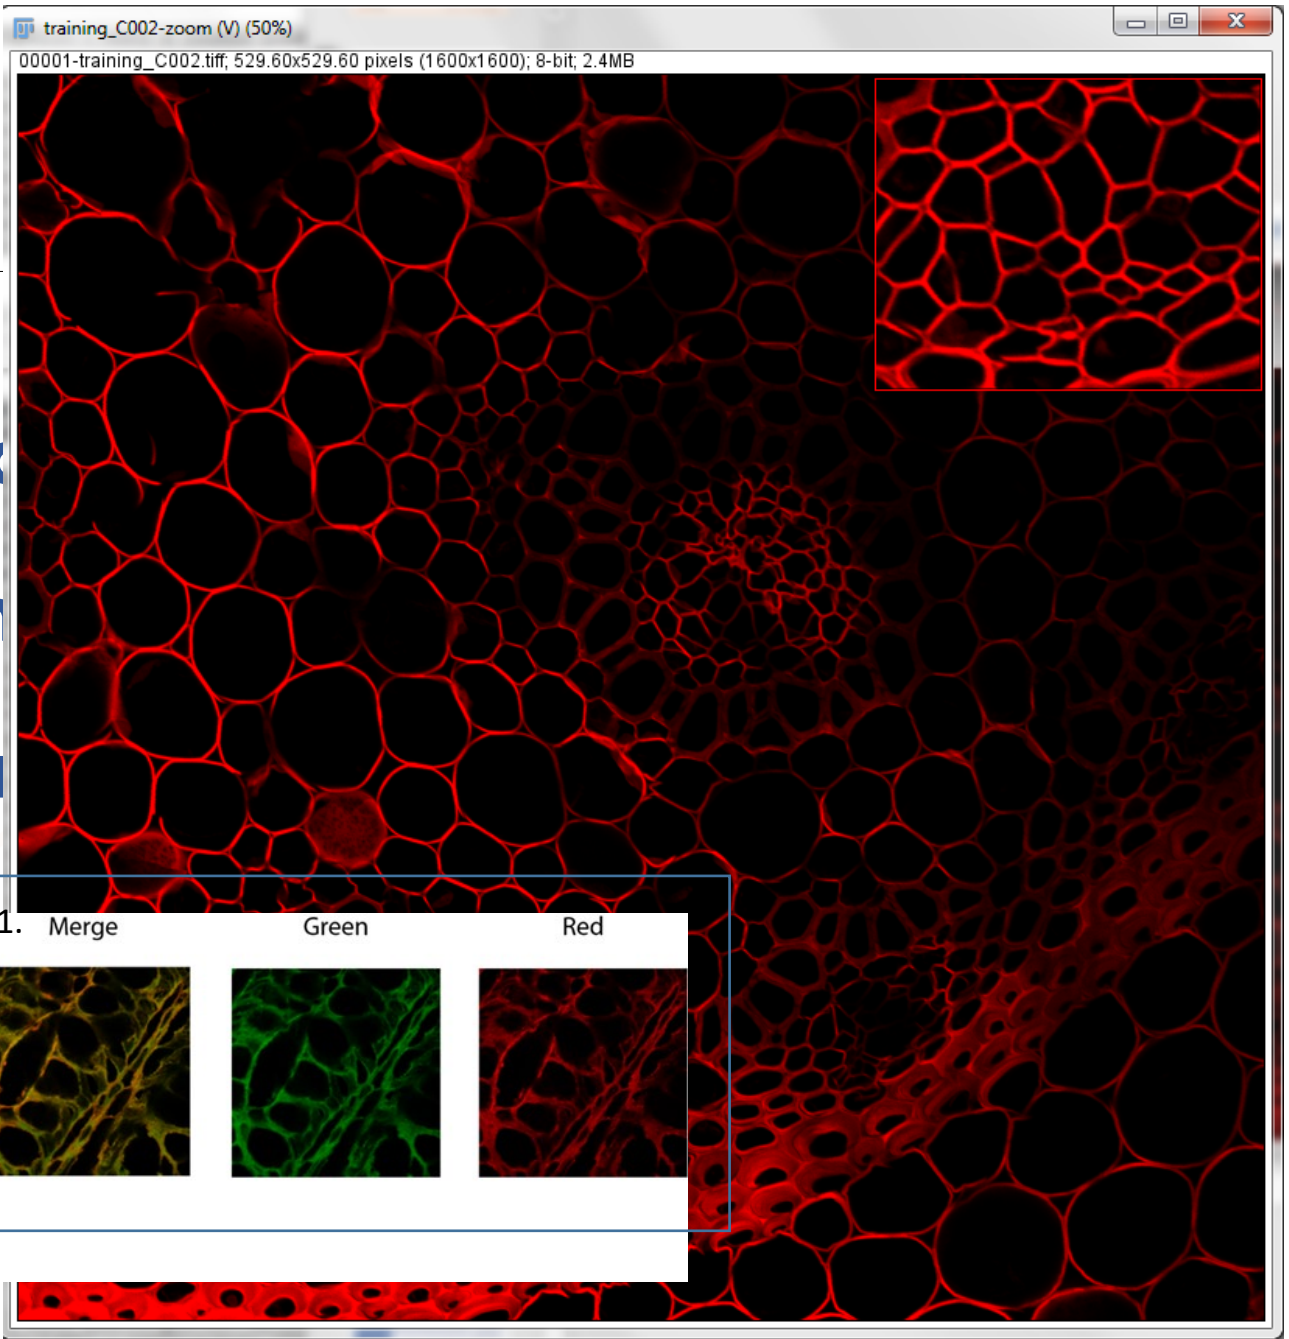 training_C002-zoom (V) (50%)
00001-training_C002.tiff; 529.60x529.60 pixels (1600x1600); 8-bit; 2.4MB
1. Merge Green Red